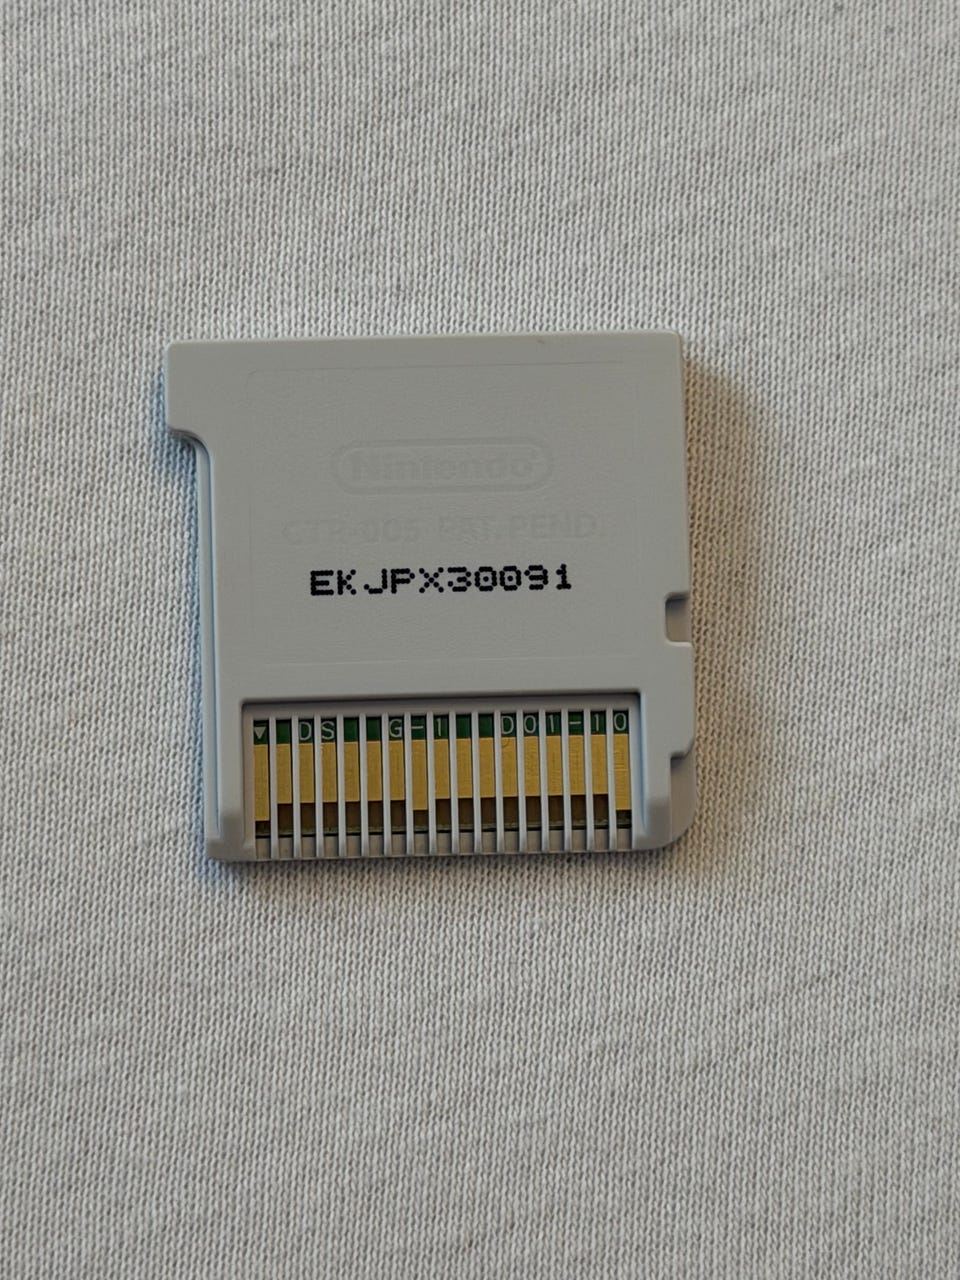 Nintendo
CTR-005 PAT.PEND.
EKJPX30091
▼ DS G-1 D01-10